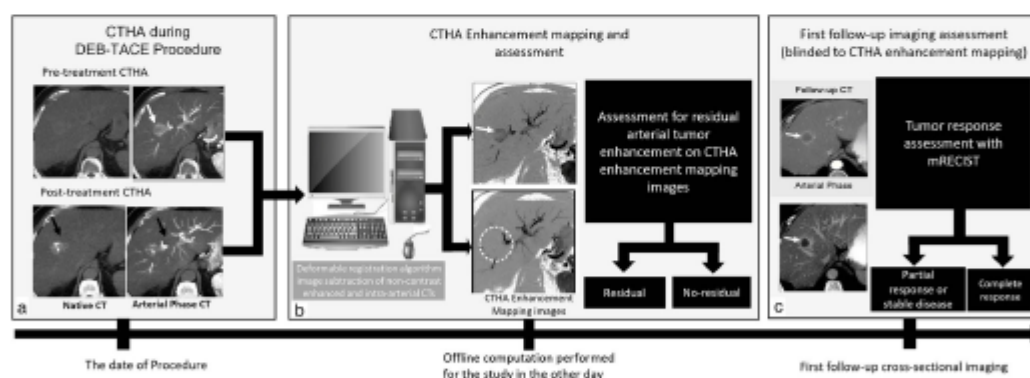 CTHA during
DEB-TACE Procedure
Pre-treatment CTHA
Post-treatment CTHA
Native CT
Arterial Phase CT
a
The date of Procedure
CTHA Enhancement mapping and
assessment
Deformable registration algorithm
image subtraction of non-contrast
enhanced and intra-arterial CTs
CTHA Enhancement
Mapping images
Assessment for residual
arterial tumor
enhancement on CTHA
enhancement mapping
images
Residual
No-residual
b
Offline computation performed
for the study in the other day
First follow-up imaging assessment
(blinded to CTHA enhancement mapping)
Follow-up CT
Arterial Phase
Tumor response
assessment with
mRECIST
Partial
response or
stable disease
Complete
response
c
First follow-up cross-sectional imaging